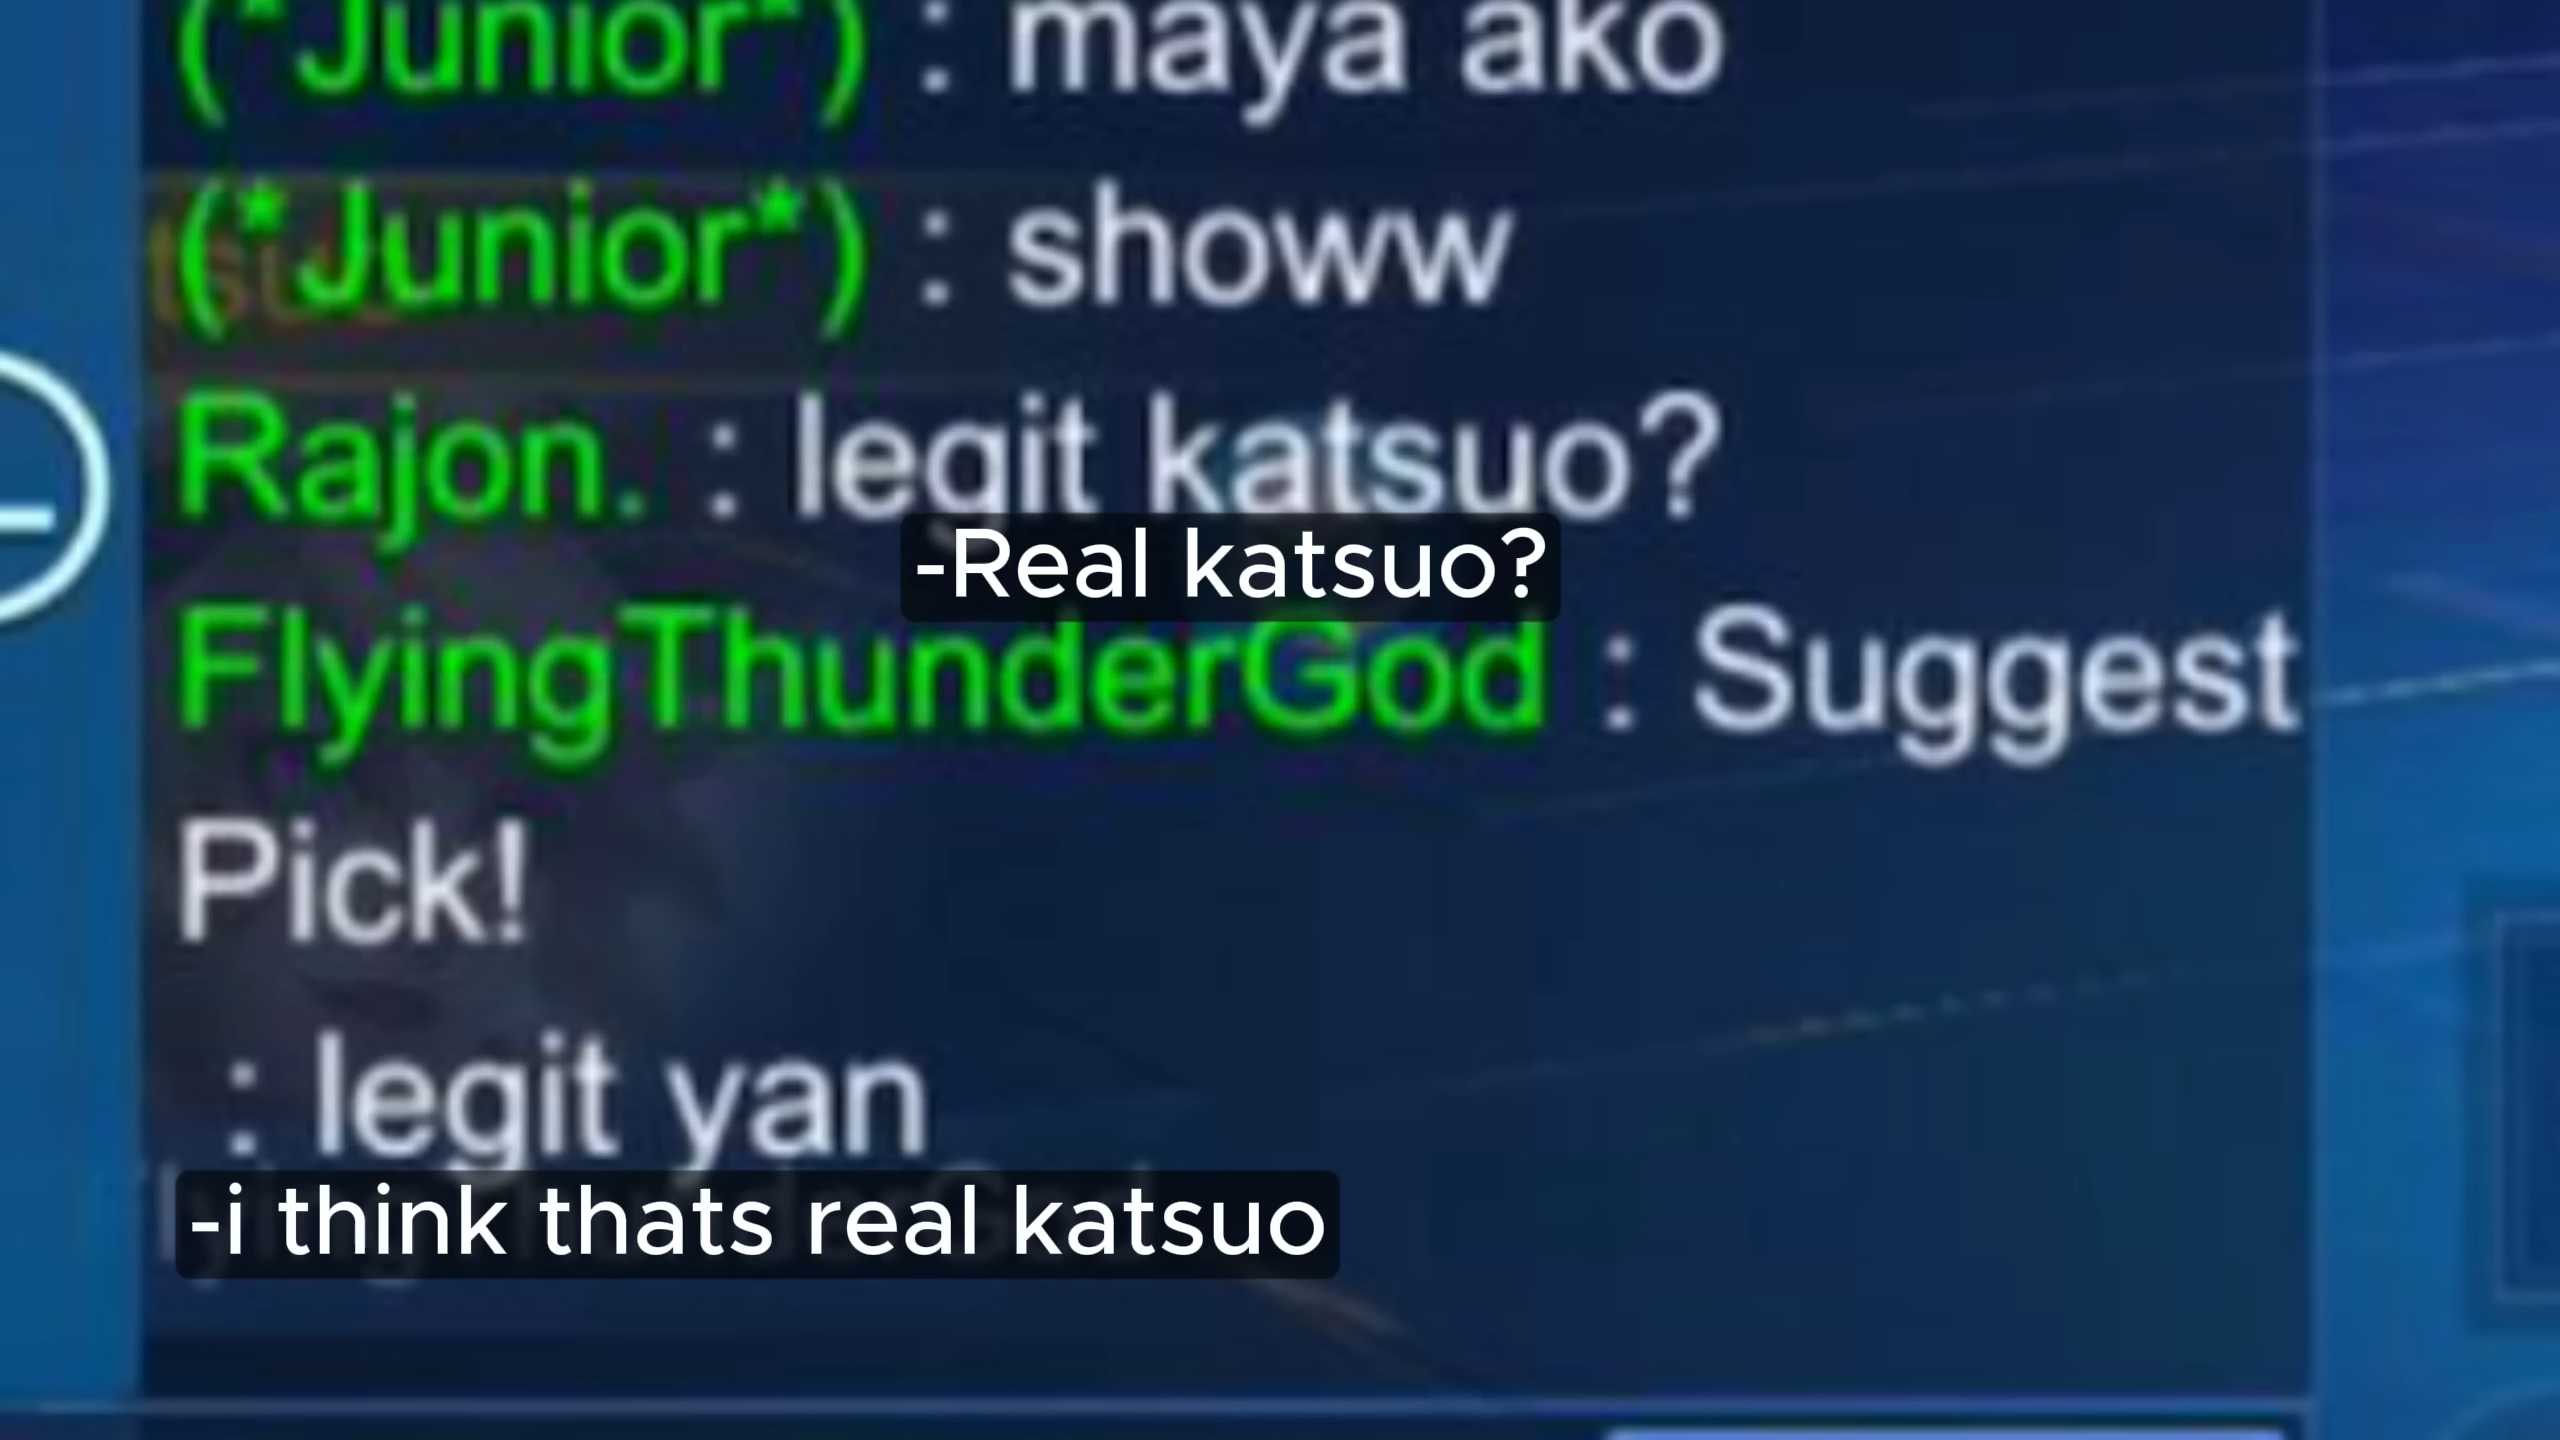 (*Junior*) : maya ako
(*Junior*) : showw
Rajon. : legit katsuo?
-Real katsuo?
FlyingThunderGod : Suggest
Pick!
: legit yan
-i think thats real katsuo